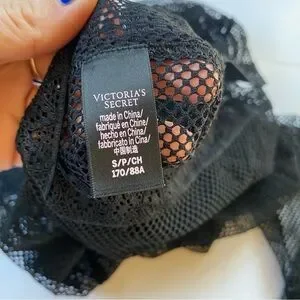 VICTORIA'S
SECRET
made in China/
fabriqué en Chine/
hecho en China/
fabbricato in Cina/
中国制造
S/P/CH
170/88A